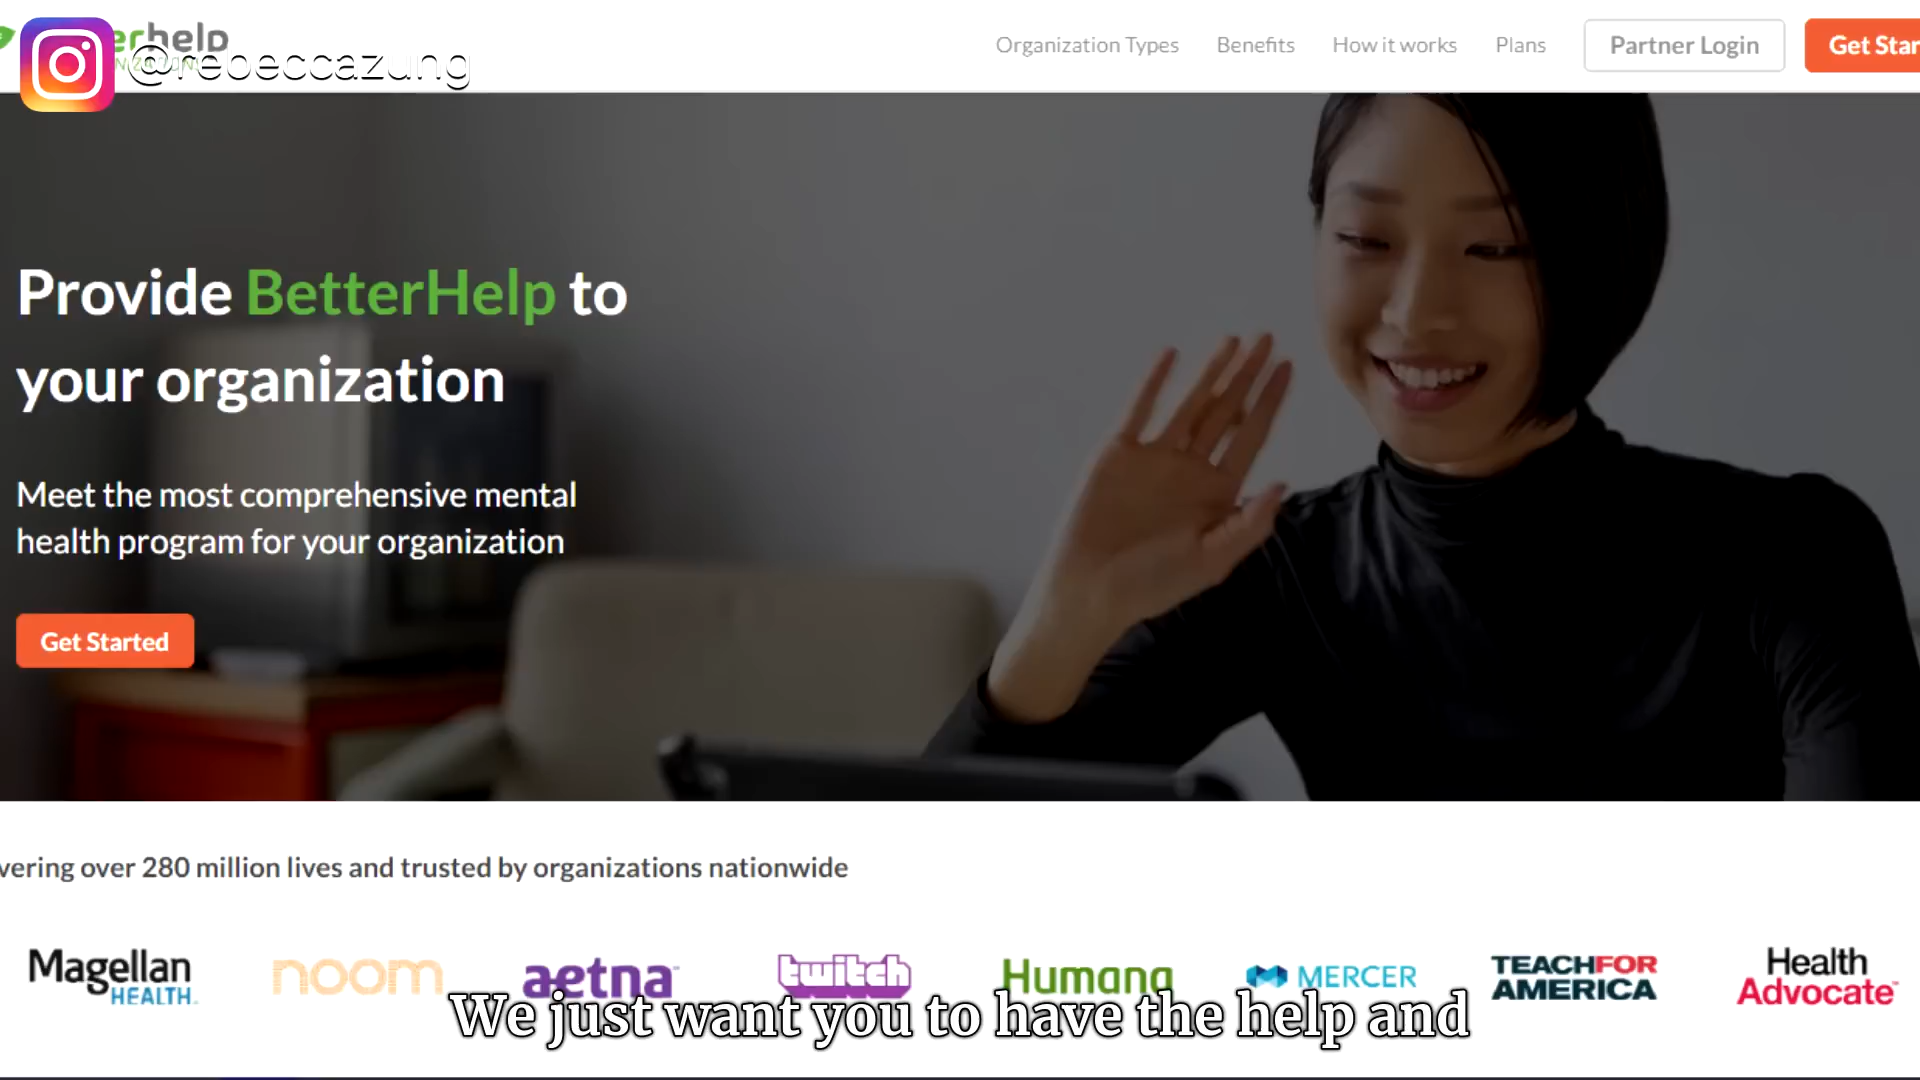 @rebeccazung
Organization Types
Benefits
How it works
Plans
Partner Login
Get Star
Provide BetterHelp to
your organization
Meet the most comprehensive mental
health program for your organization
Get Started
vering over 280 million lives and trusted by organizations nationwide
Magellan
HEALTH
noom
aetna
twitch
Humana
MERCER
TEACHFOR
AMERICA
Health
Advocate
We just want you to have the help and